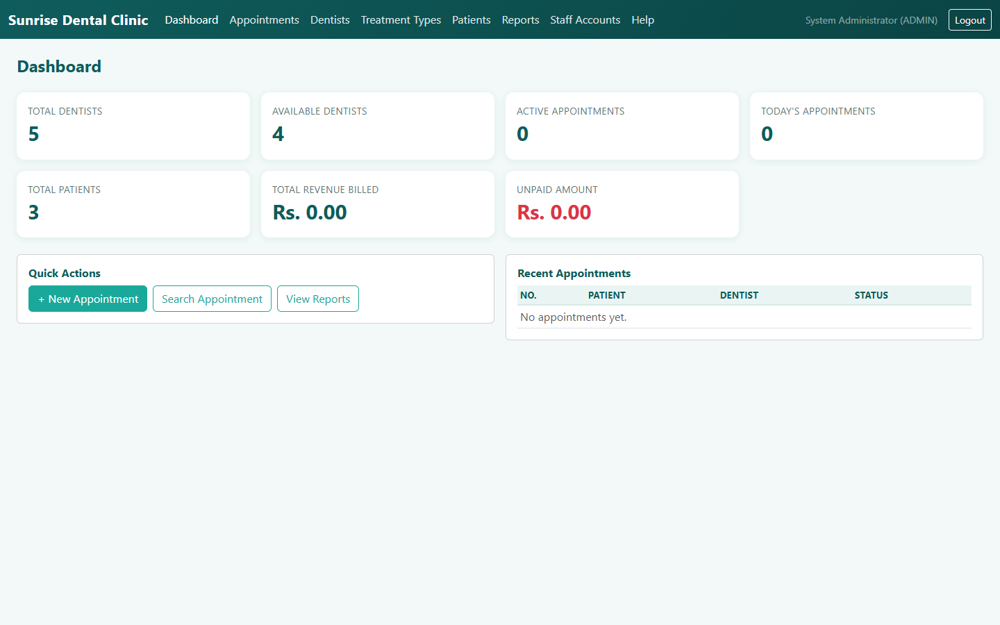 Sunrise Dental Clinic Dashboard Appointments Dentists Treatment Types Patients Reports Staff Accounts Help System Administrator (ADMIN) Logout
Dashboard
TOTAL DENTISTS AVAILABLE DENTISTS ACTIVE APPOINTMENTS TODAY'S APPOINTMENTS
5 4 0 0
TOTAL PATIENTS TOTAL REVENUE BILLED UNPAID AMOUNT
3 Rs. 0.00 Rs. 0.00
Quick Actions
+ New Appointment Search Appointment View Reports
Recent Appointments
NO. PATIENT DENTIST STATUS
No appointments yet.